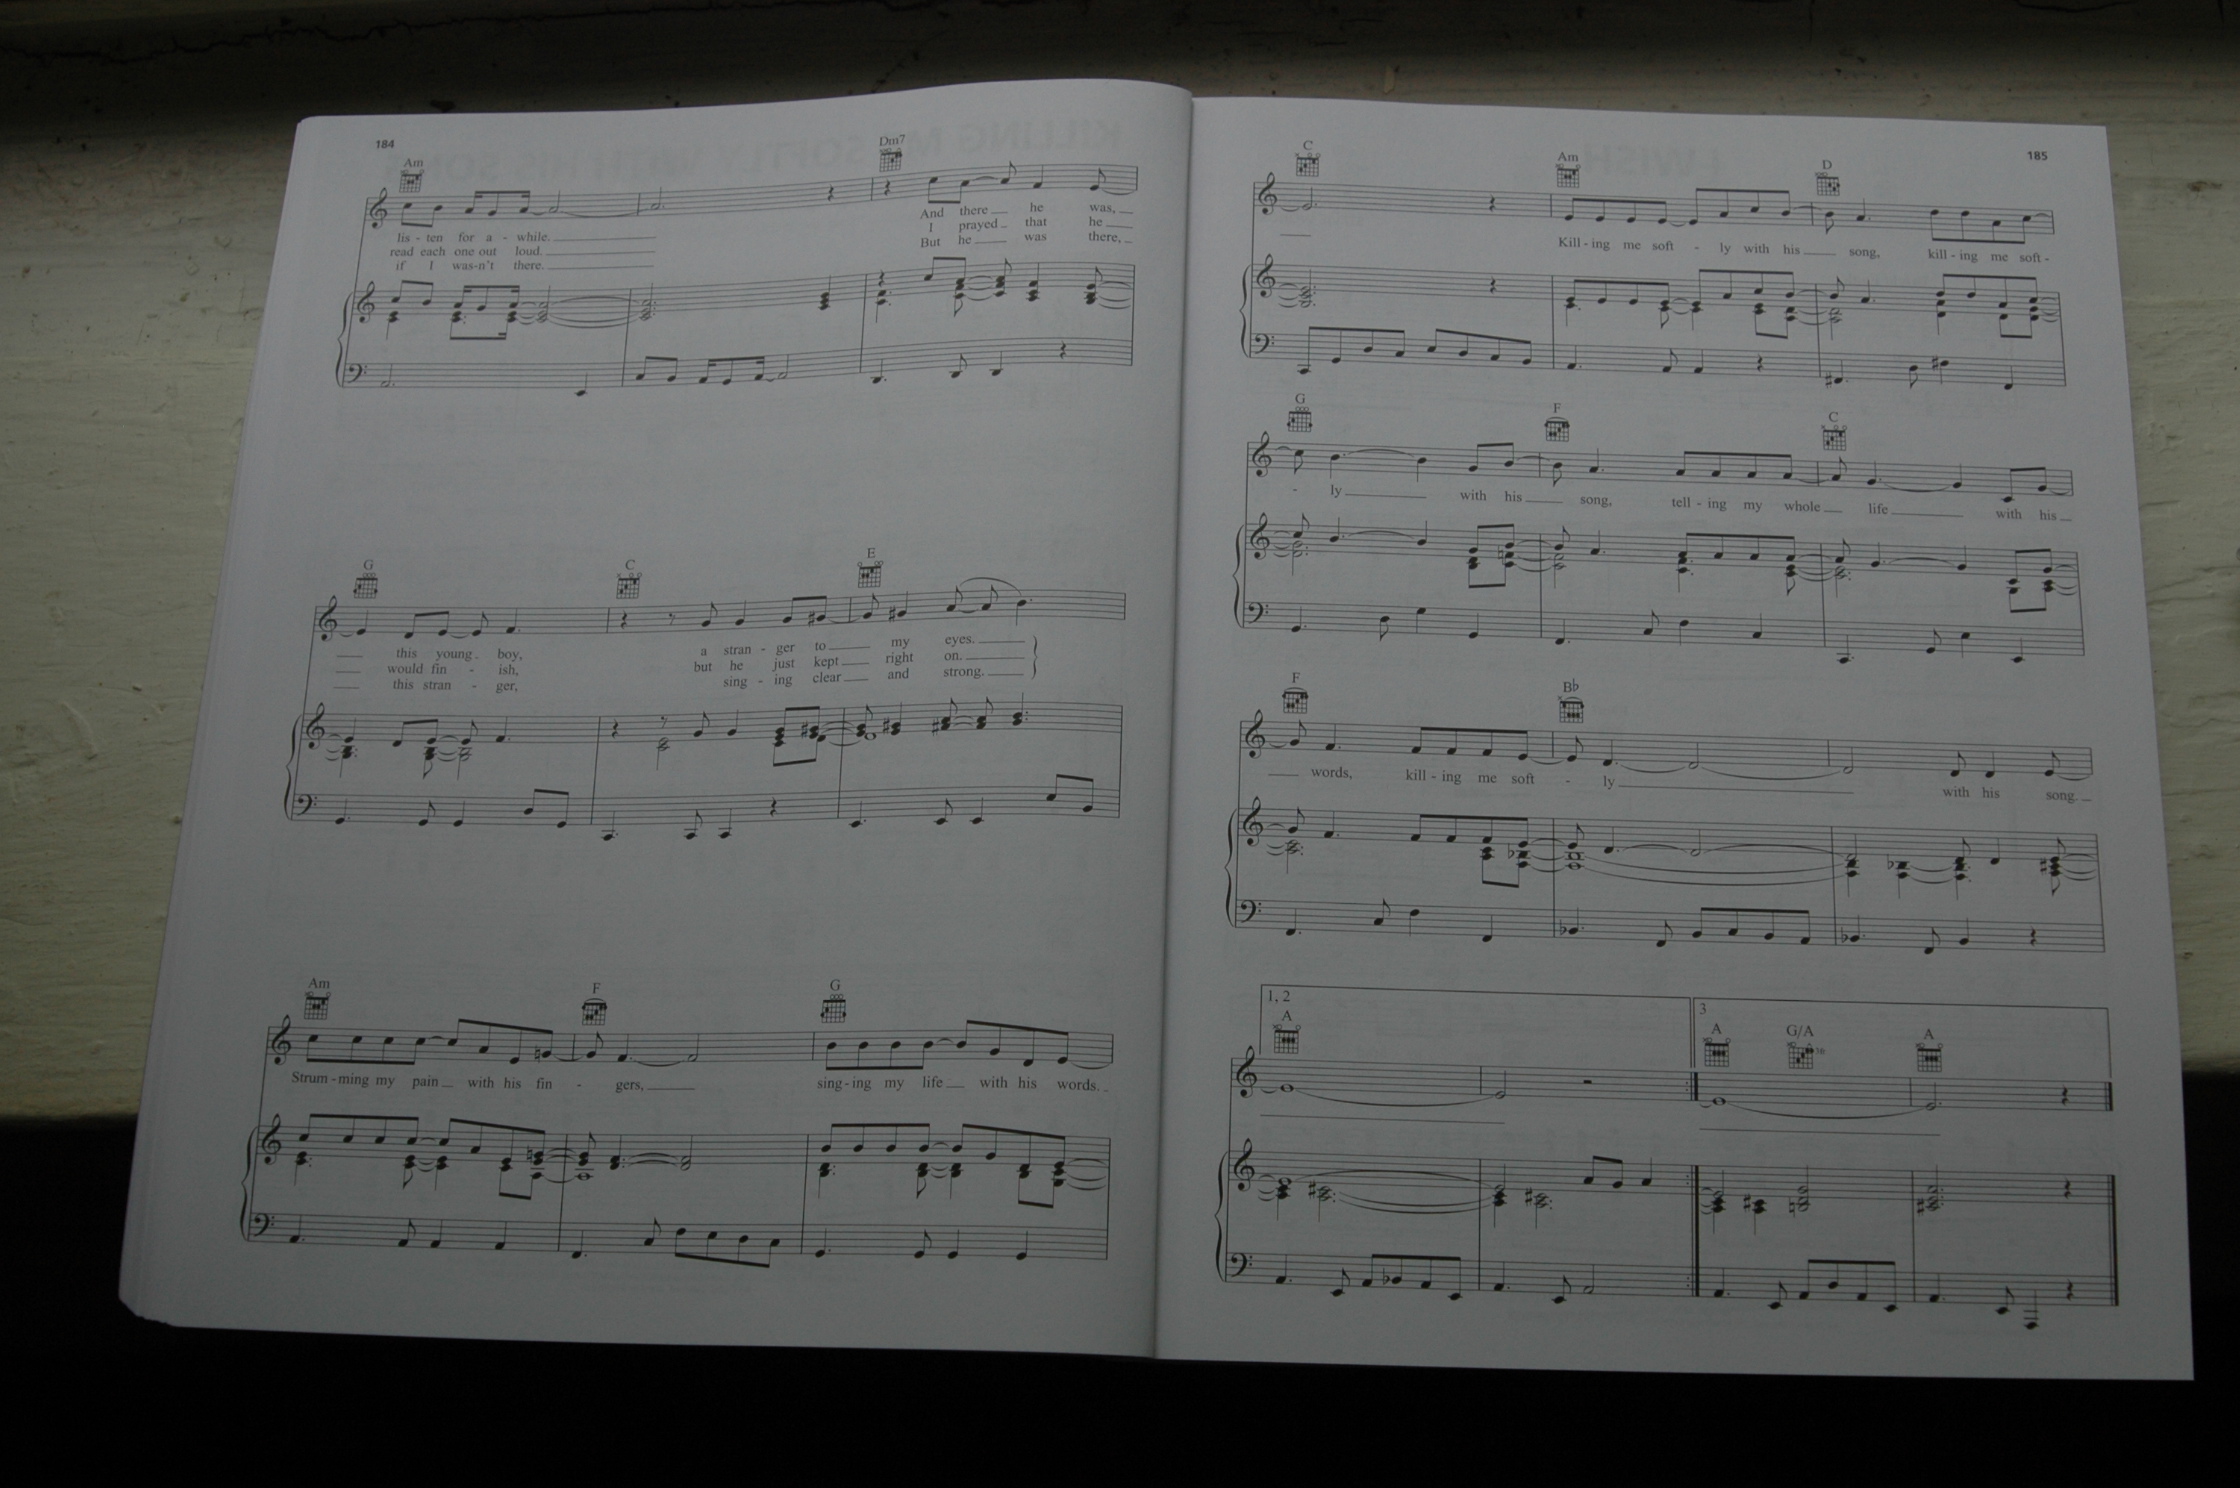 184
Am Dm7
lis - ten for a - while. And there he was,
read each one out loud. I prayed that he
if I was-n't there. But he was there,
G C E
this young boy, a stran - ger to my eyes.
would fin - ish, but he just kept right on.
this stran - ger, sing - ing clear and strong.
Am F G
Strum - ming my pain with his fin - gers, sing - ing my life with his words.
185
C Am D
Kill - ing me soft - ly with his song, kill - ing me soft -
G F C
- ly with his song, tell - ing my whole life with his
F Bb
words, kill - ing me soft - ly with his song.
1, 2 3
A A G/A A